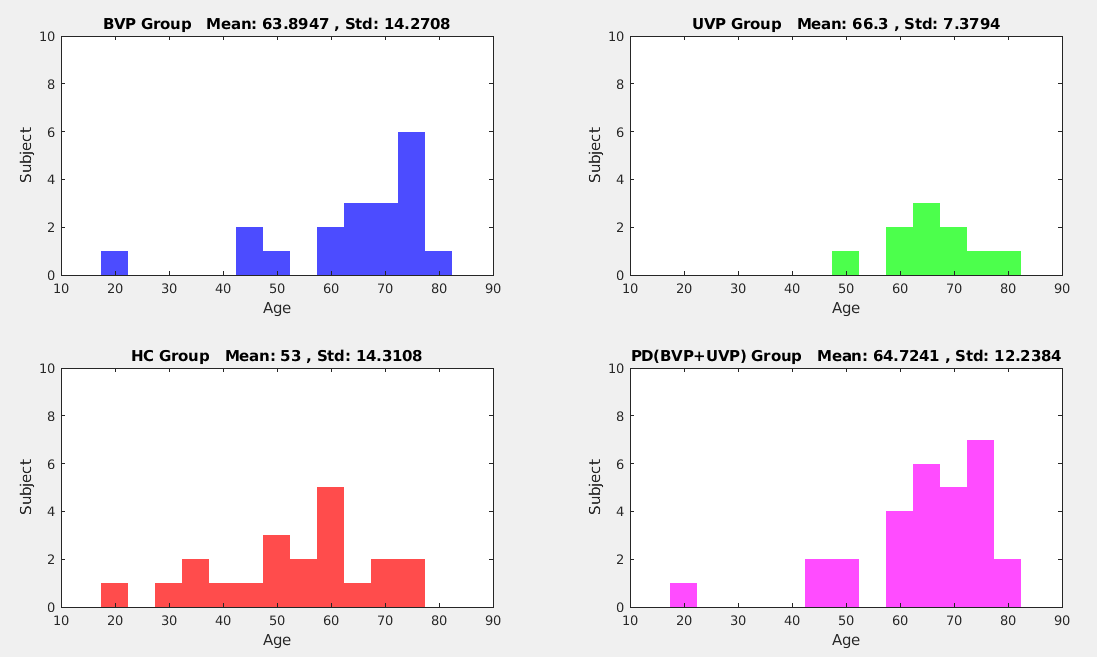 BVP Group Mean: 63.8947 , Std: 14.2708
10
8
6
4
2
0
Subject
10 20 30 40 50 60 70 80 90
Age
UVP Group Mean: 66.3 , Std: 7.3794
10
8
6
4
2
0
Subject
10 20 30 40 50 60 70 80 90
Age
HC Group Mean: 53 , Std: 14.3108
10
8
6
4
2
0
Subject
10 20 30 40 50 60 70 80 90
Age
PD(BVP+UVP) Group Mean: 64.7241 , Std: 12.2384
10
8
6
4
2
0
Subject
10 20 30 40 50 60 70 80 90
Age